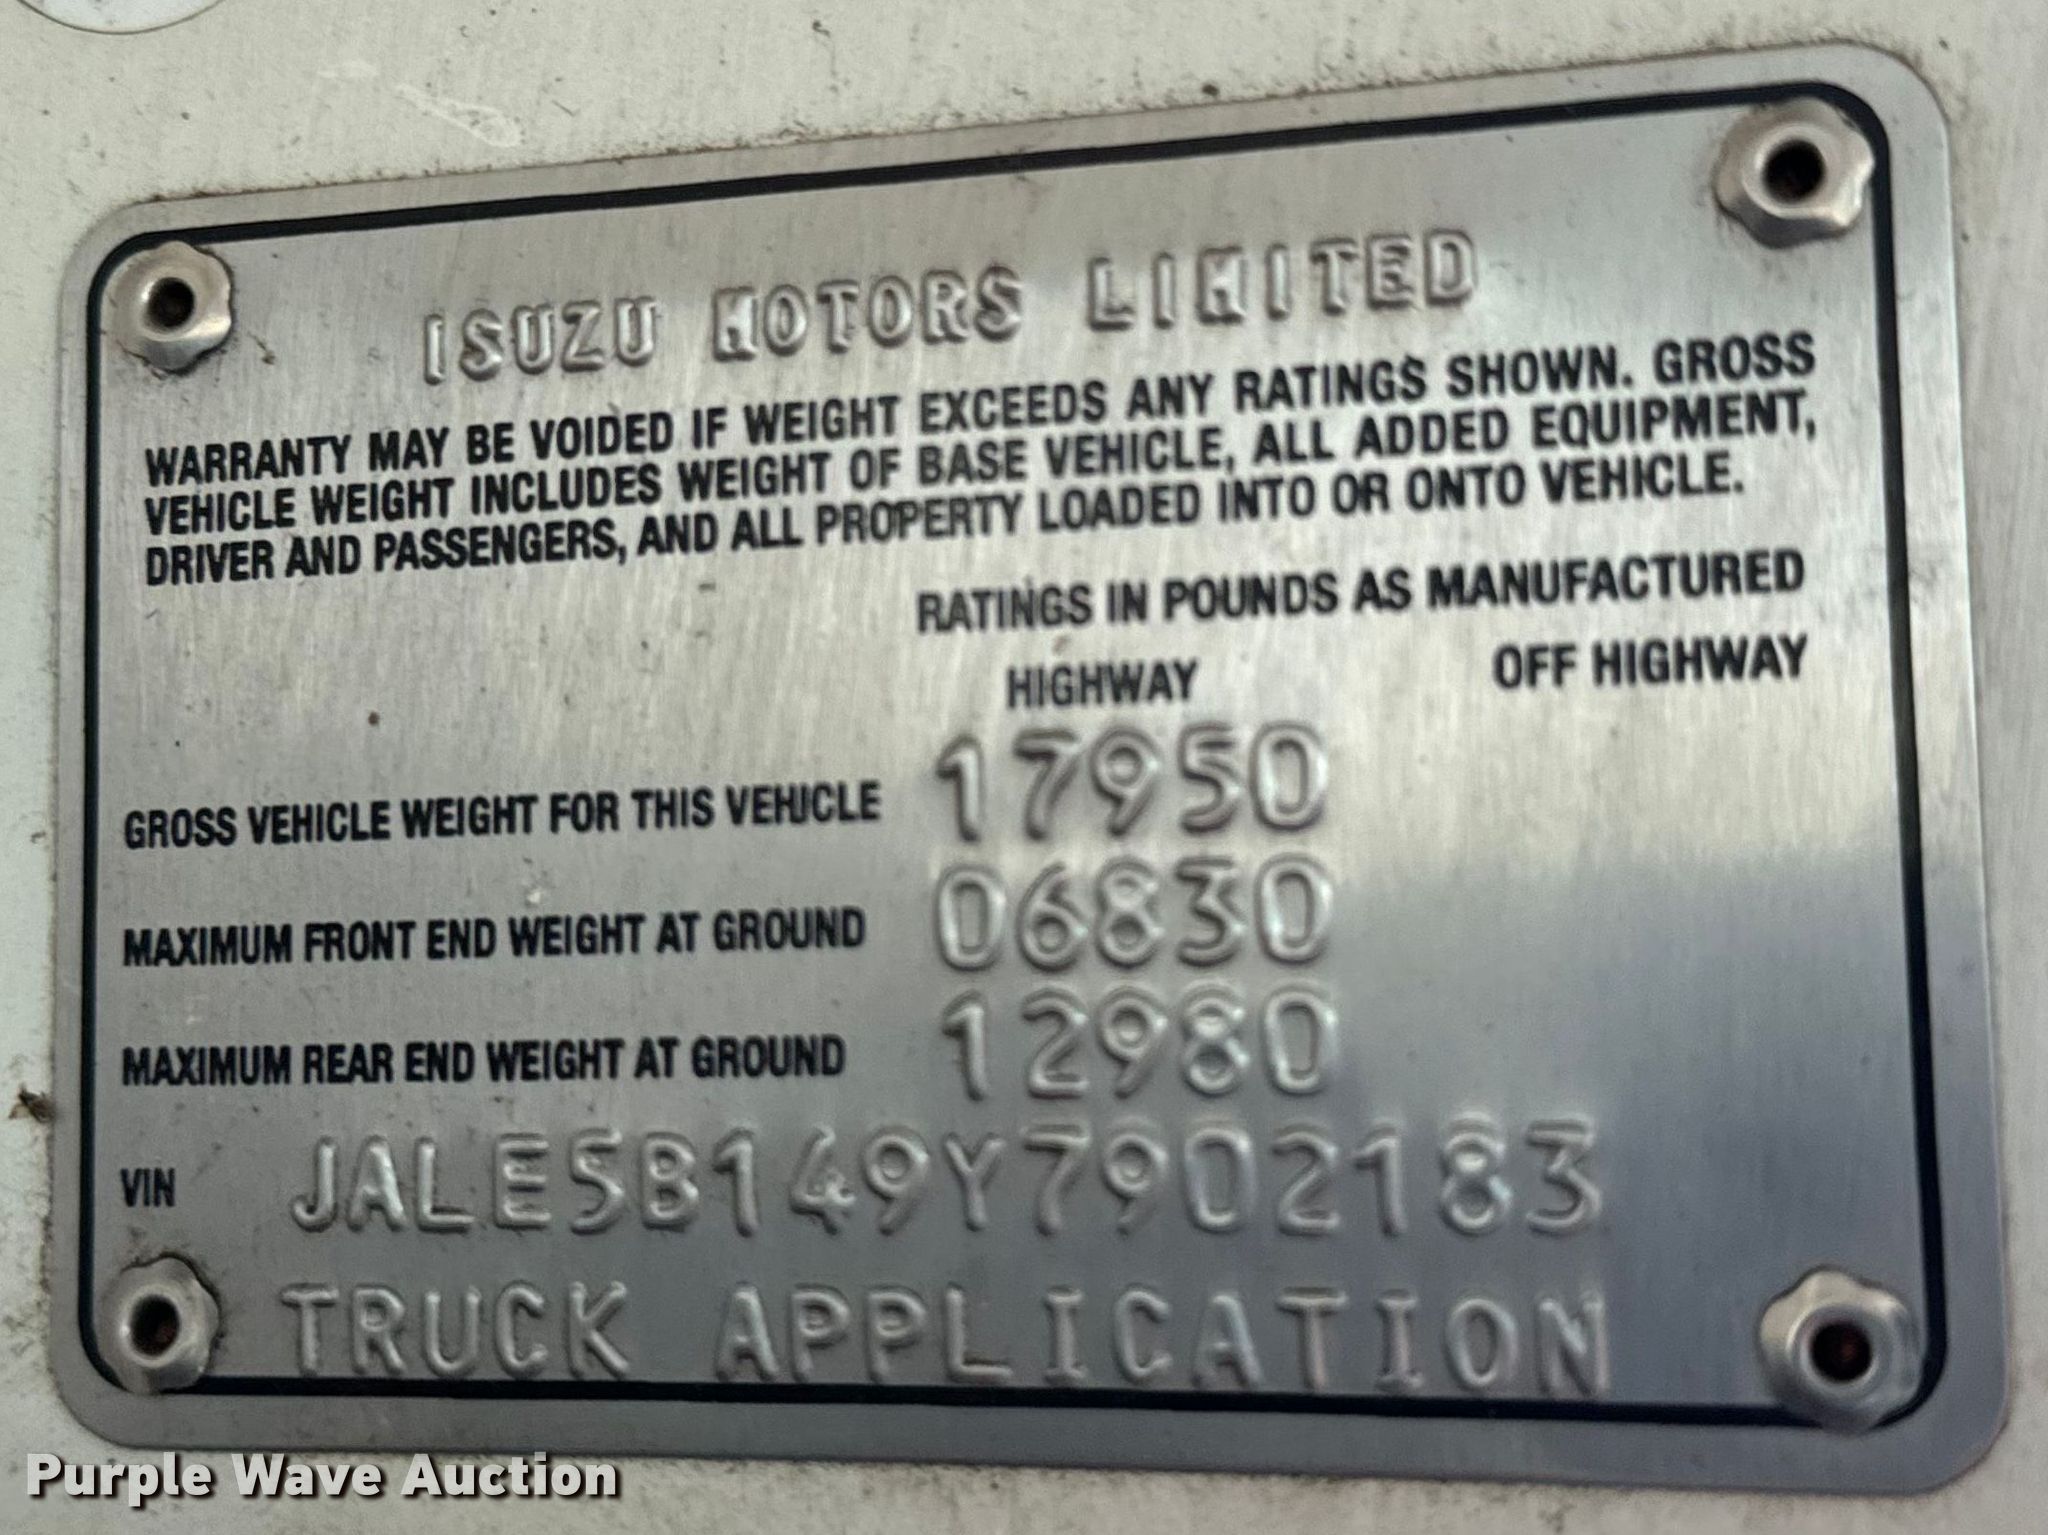 ISUZU MOTORS LIMITED
WARRANTY MAY BE VOIDED IF WEIGHT EXCEEDS ANY RATINGS SHOWN. GROSS
VEHICLE WEIGHT INCLUDES WEIGHT OF BASE VEHICLE, ALL ADDED EQUIPMENT,
DRIVER AND PASSENGERS, AND ALL PROPERTY LOADED INTO OR ONTO VEHICLE.
RATINGS IN POUNDS AS MANUFACTURED
HIGHWAY OFF HIGHWAY
GROSS VEHICLE WEIGHT FOR THIS VEHICLE 17950
MAXIMUM FRONT END WEIGHT AT GROUND 06830
MAXIMUM REAR END WEIGHT AT GROUND 12980
VIN JALE5B149Y7902183
TRUCK APPLICATION
Purple Wave Auction